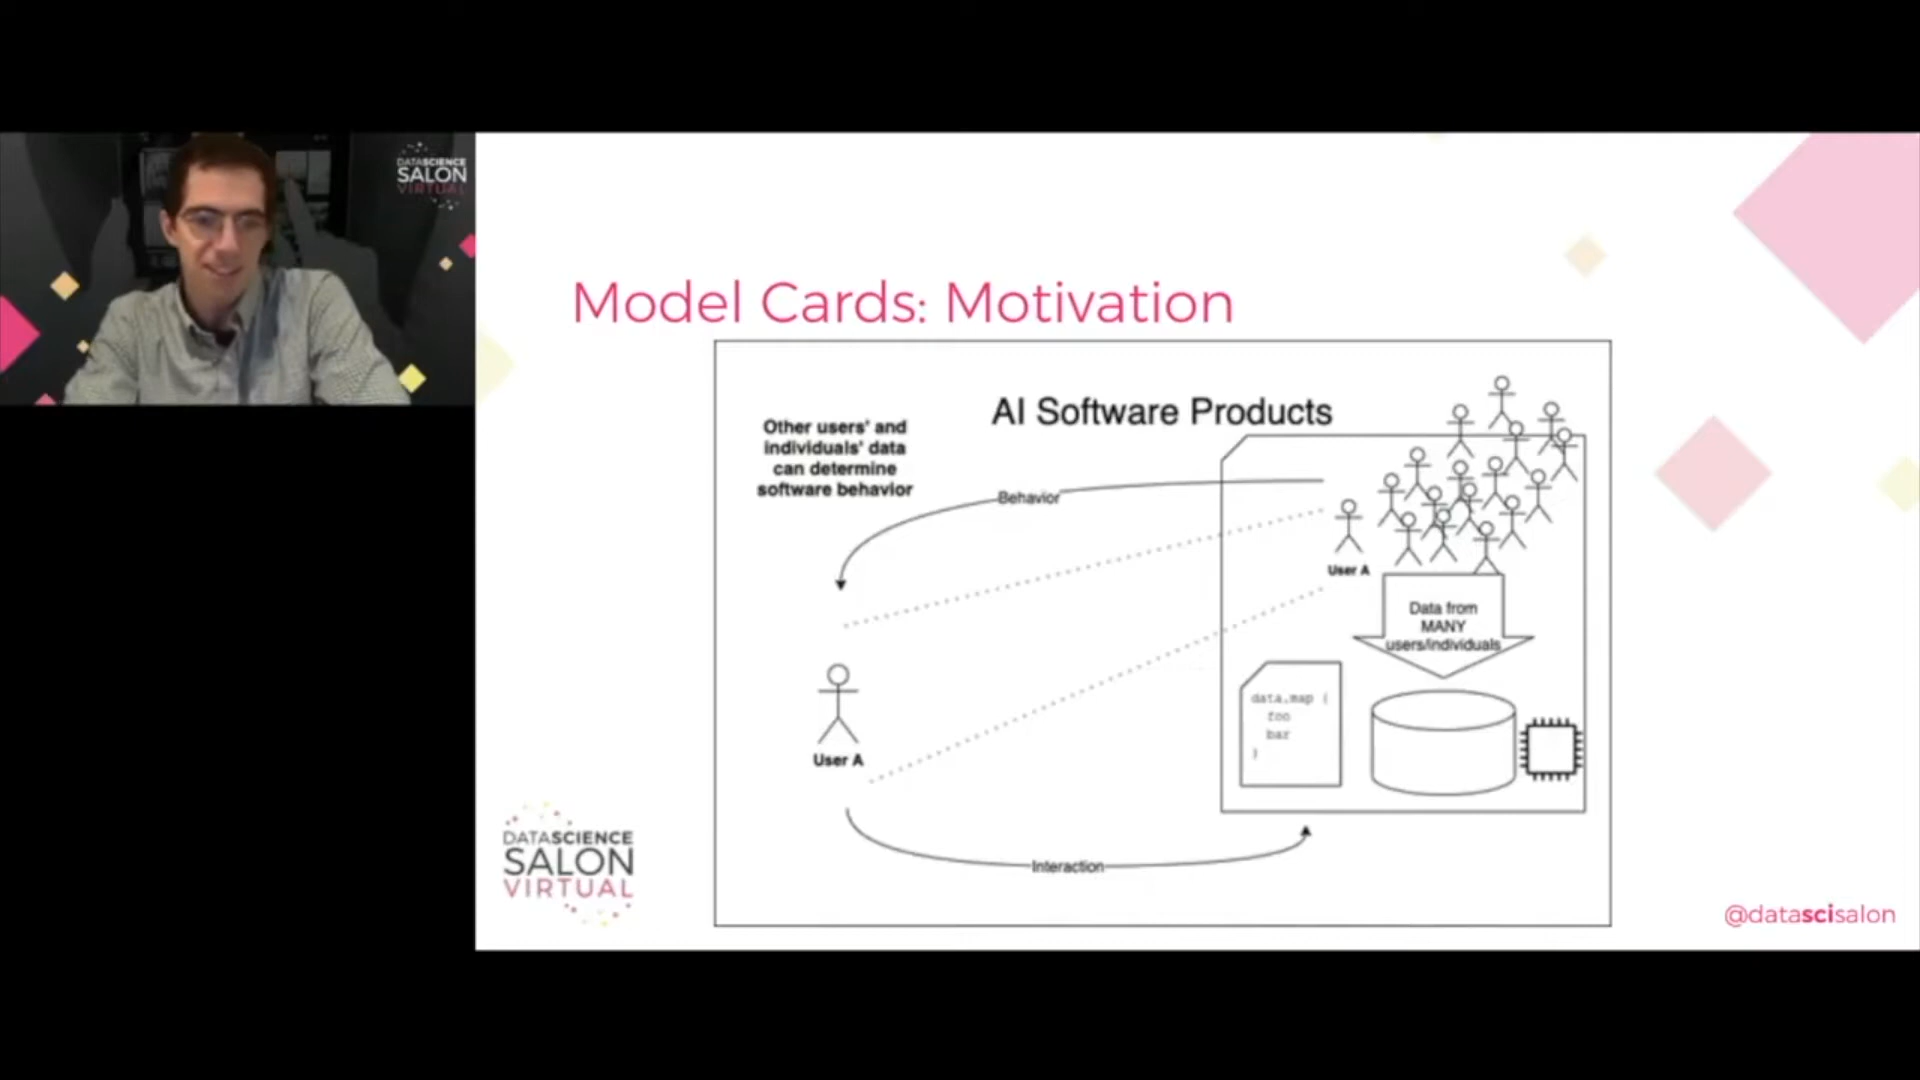 DATASCIENCE
SALON
VIRTUAL
Model Cards: Motivation
AI Software Products
Other users' and
individuals' data
can determine
software behavior
Behavior
User A
Data from
MANY
users/individuals
data.map {
foo
bar
}
User A
Interaction
DATASCIENCE
SALON
VIRTUAL
@datascisalon